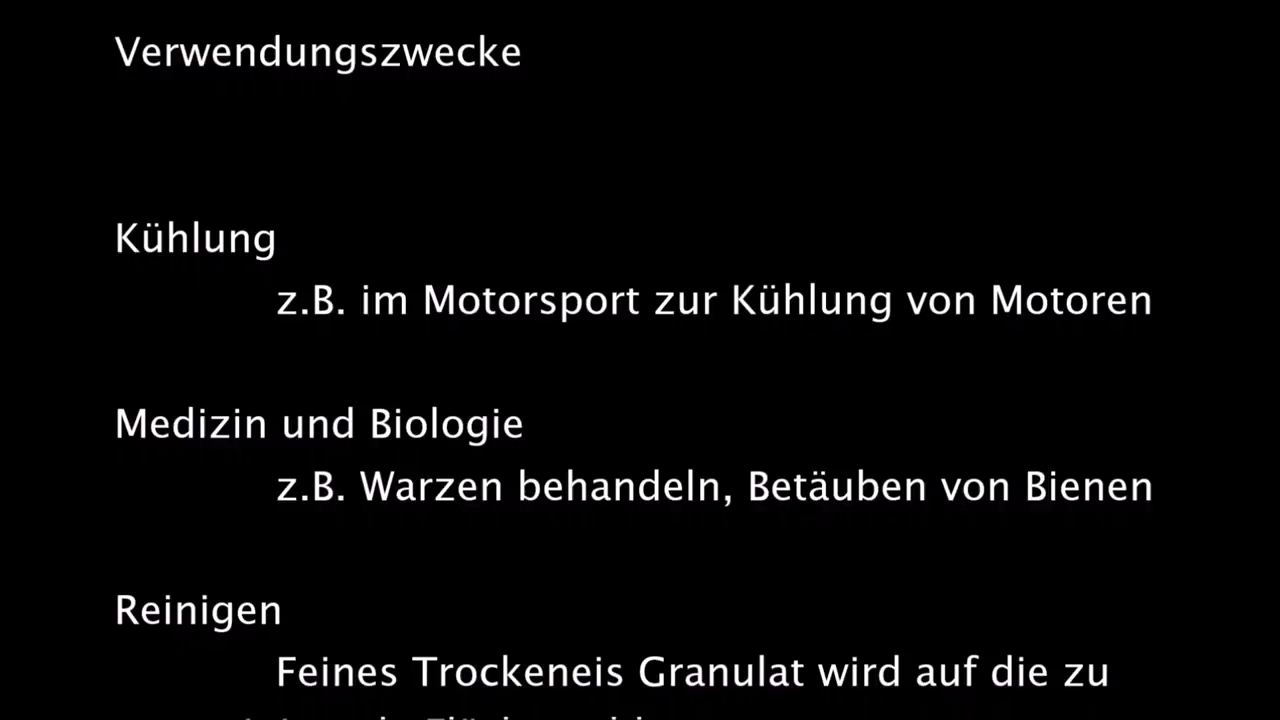 Verwendungszwecke
Kühlung
z.B. im Motorsport zur Kühlung von Motoren
Medizin und Biologie
z.B. Warzen behandeln, Betäuben von Bienen
Reinigen
Feines Trockeneis Granulat wird auf die zu